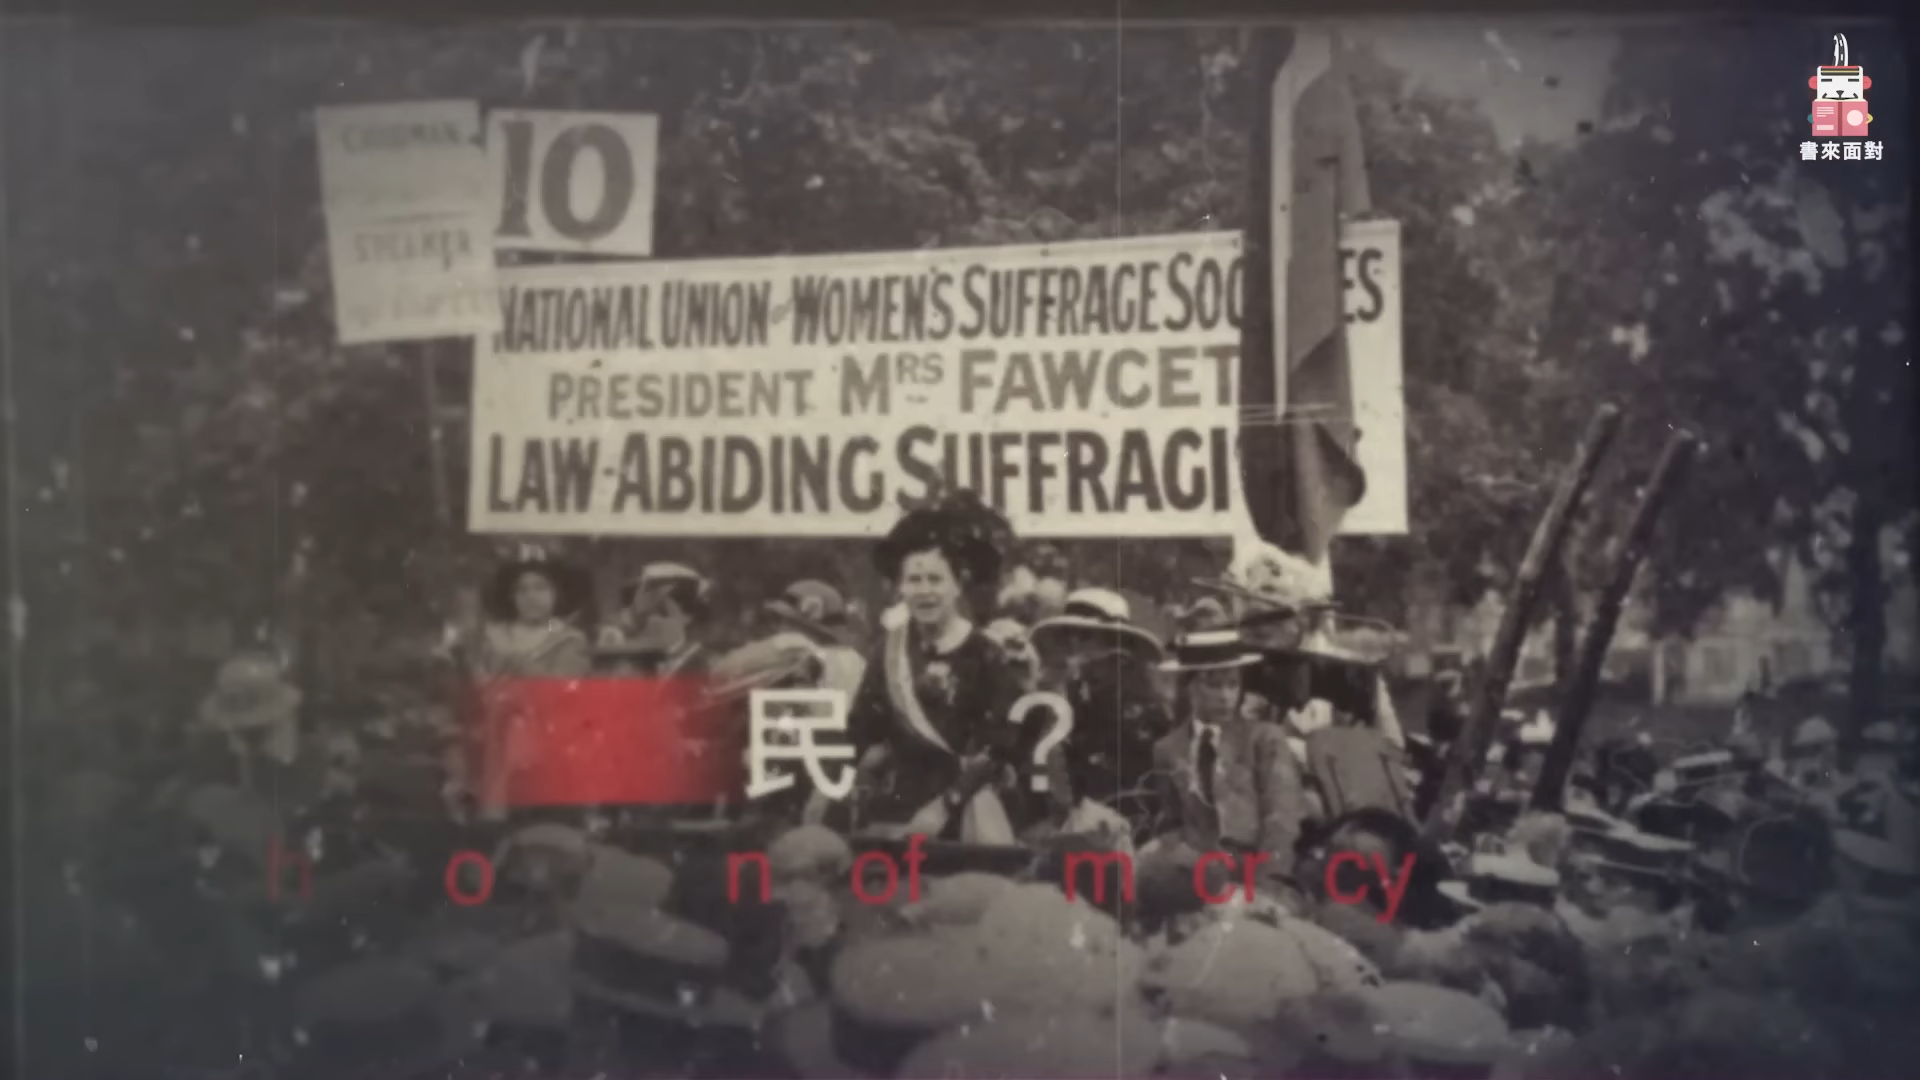 書來面對
10
SPEAKER
NATIONAL UNION of WOMEN'S SUFFRAGE SOC ES
PRESIDENT MRS FAWCET
LAW-ABIDING SUFFRAGI S
民 ?
h o n of m cr cy